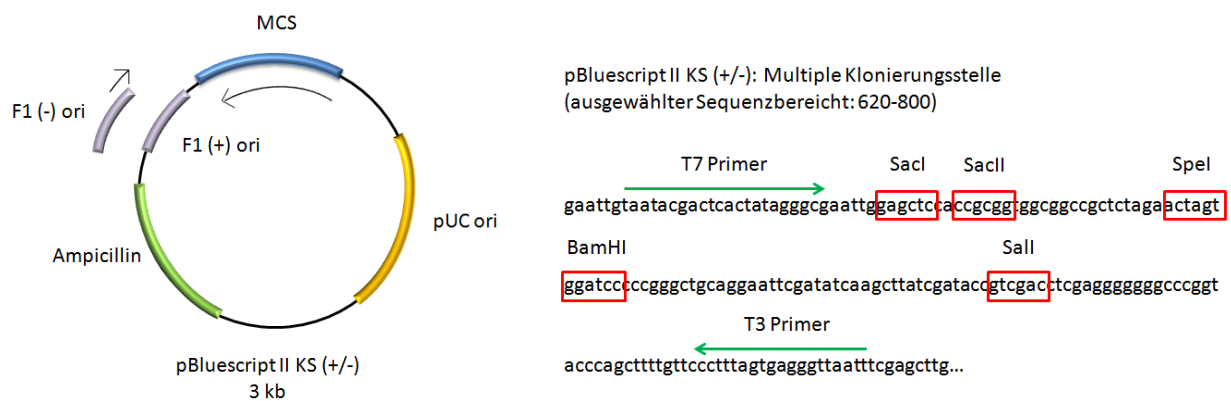 MCS
F1 (-) ori
F1 (+) ori
pUC ori
Ampicillin
pBluescript II KS (+/-)
3 kb
pBluescript II KS (+/-): Multiple Klonierungsstelle
(ausgewählter Sequenzbereicht: 620-800)
T7 Primer SacI SacII SpeI
gaattgtaatacgactcactatagggcgaattggagctccaccgcggtggcggccgctctagaactagt
BamHI SalI
ggatcccccgggctgcaggaattcgatatcaagcttatcgataccgtcgacctcgagggggggcccggt
T3 Primer
acccagcttttgttccctttagtgagggttaatttcgagcttg...